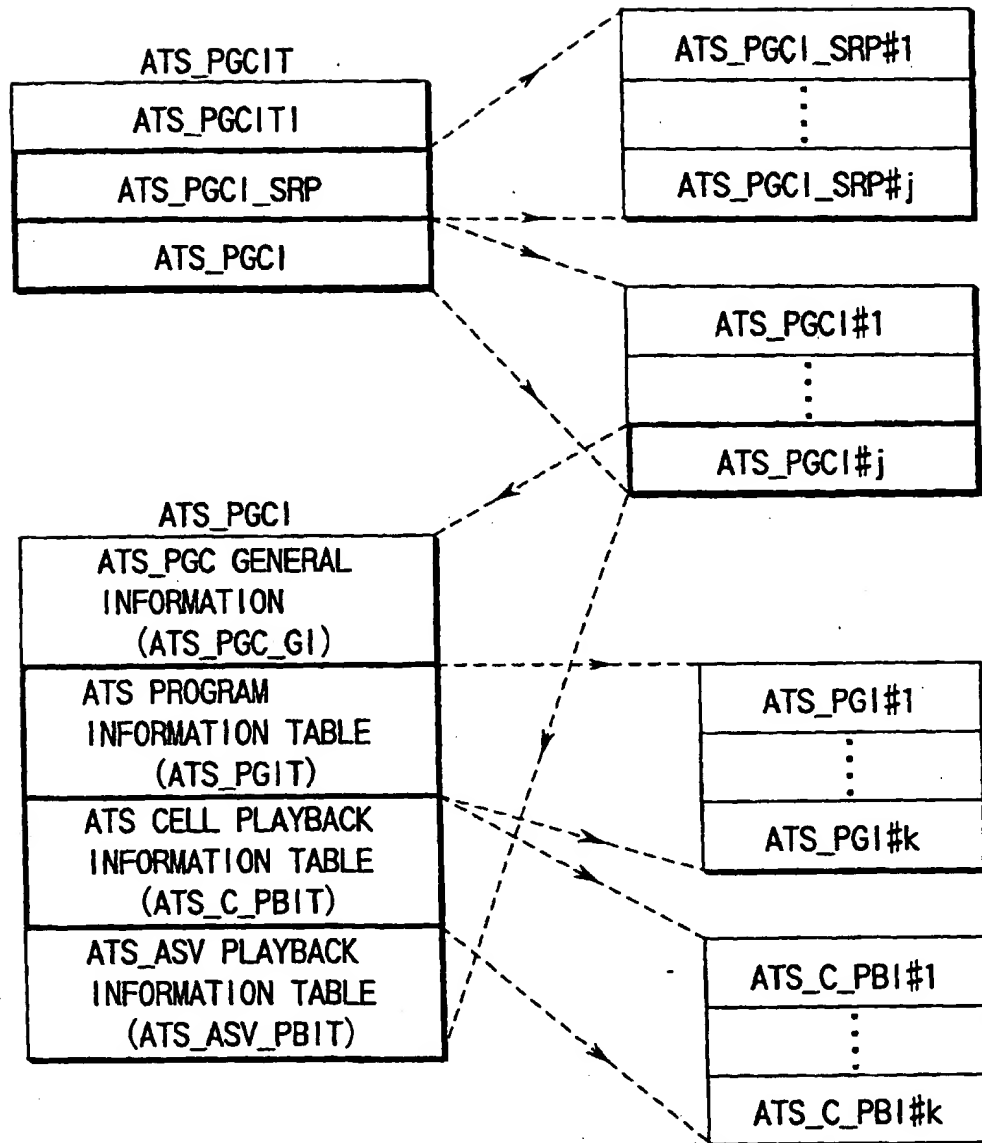 ATS_PGCIT
ATS_PGCITI
ATS_PGCI_SRP
ATS_PGCI
ATS_PGCI_SRP#1
ATS_PGCI_SRP#j
ATS_PGCI#1
ATS_PGCI#j
ATS_PGCI
ATS_PGC GENERAL
INFORMATION
(ATS_PGC_GI)
ATS PROGRAM
INFORMATION TABLE
(ATS_PGIT)
ATS CELL PLAYBACK
INFORMATION TABLE
(ATS_C_PBIT)
ATS_ASV PLAYBACK
INFORMATION TABLE
(ATS_ASV_PBIT)
ATS_PGI#1
ATS_PGI#k
ATS_C_PBI#1
ATS_C_PBI#k